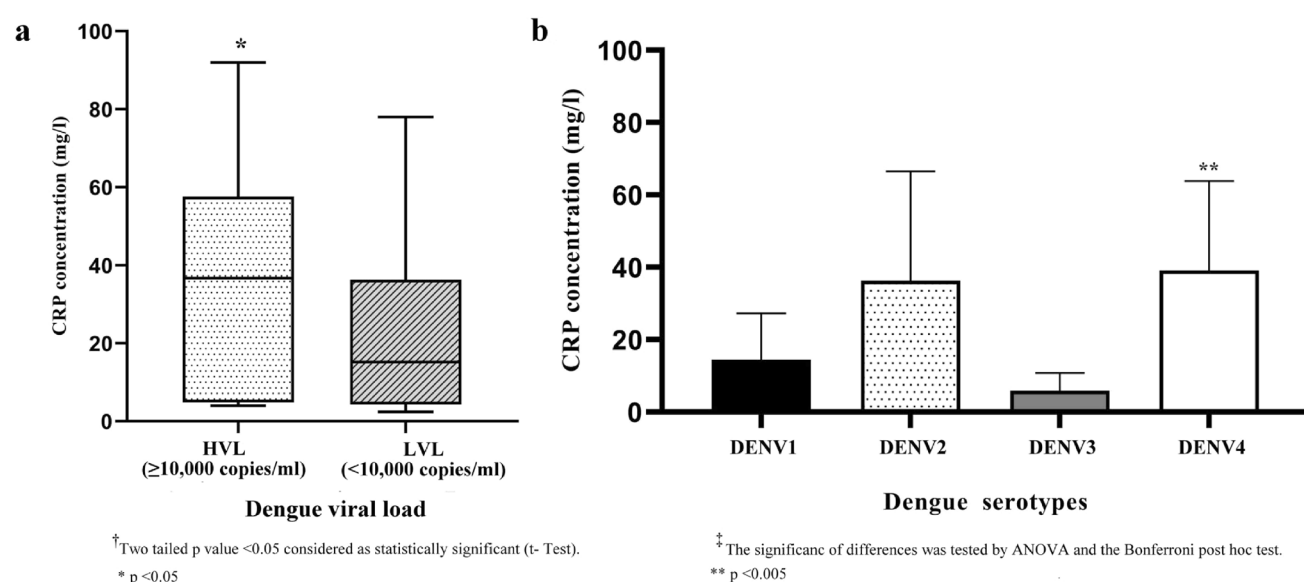 a
100
80
60
40
20
0
CRP concentration (mg/l)
*
HVL
(≥10,000 copies/ml)
LVL
(<10,000 copies/ml)
Dengue viral load
†Two tailed p value <0.05 considered as statistically significant (t- Test).
* p <0.05
b
100
80
60
40
20
0
CRP concentration (mg/l)
**
DENV1
DENV2
DENV3
DENV4
Dengue serotypes
‡ The significanc of differences was tested by ANOVA and the Bonferroni post hoc test.
** p <0.005